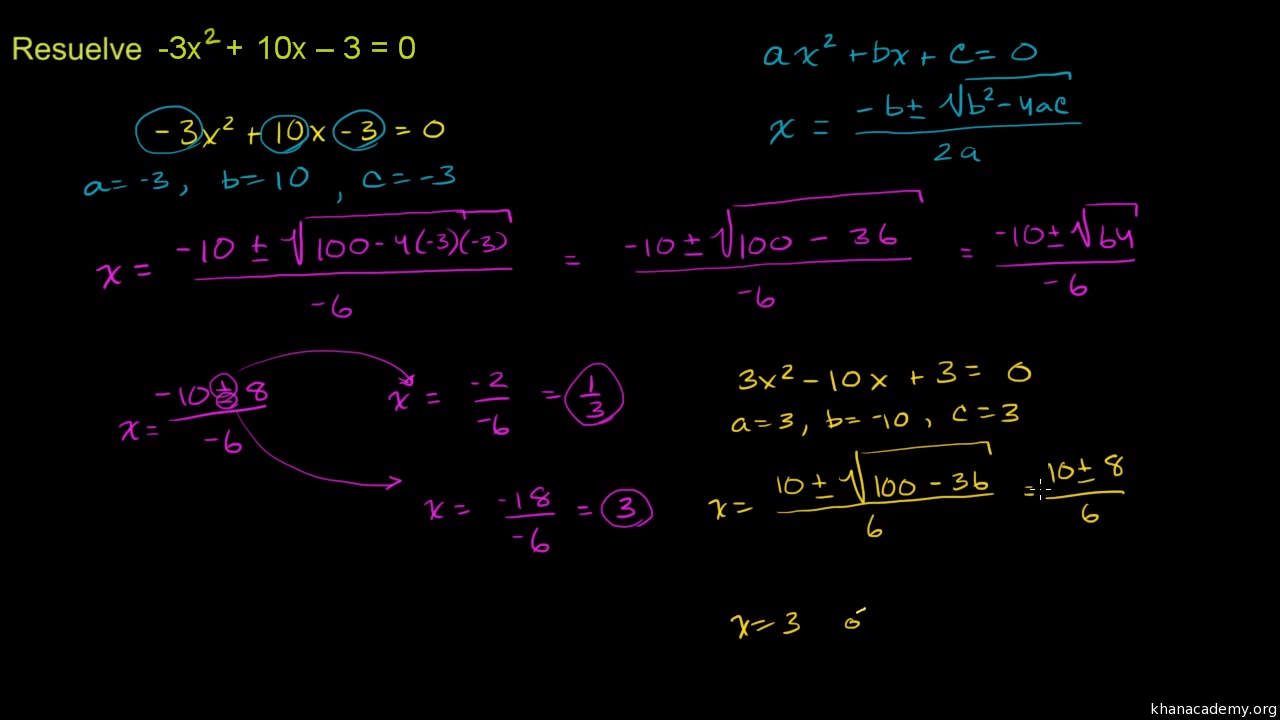 Resuelve -3x² + 10x – 3 = 0
ax² + bx + c = 0
x = (-b ± √(b² - 4ac)) / 2a
-3x² + 10x - 3 = 0
a = -3, b = 10, c = -3
x = (-10 ± √(100 - 4(-3)(-3))) / -6 = (-10 ± √(100 - 36)) / -6 = (-10 ± √64) / -6
x = (-10 ± 8) / -6
x = -2 / -6 = 1/3
x = -18 / -6 = 3
3x² - 10x + 3 = 0
a = 3, b = -10, c = 3
x = (10 ± √(100 - 36)) / 6 = (10 ± 8) / 6
x = 3 ó
khanacademy.org